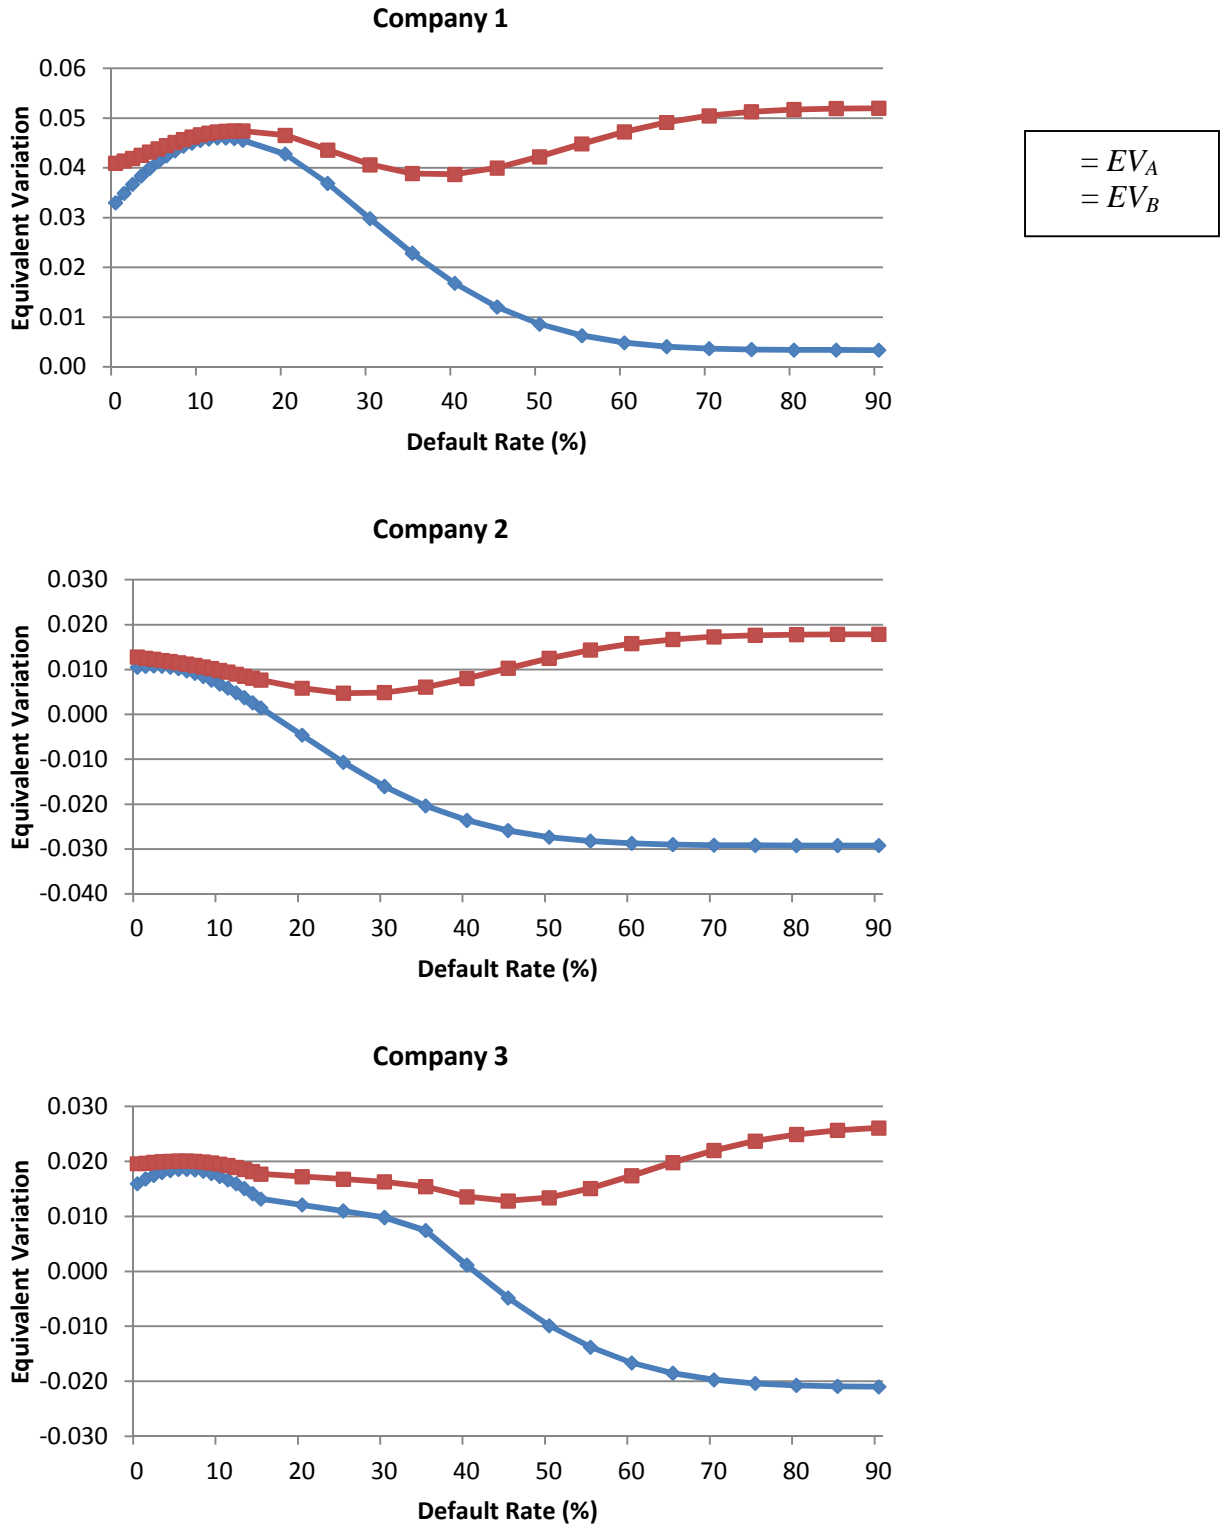 Company 1
0.06
0.05
0.04
0.03
0.02
0.01
0.00
Equivalent Variation
0 10 20 30 40 50 60 70 80 90
Default Rate (%)
= EV_A
= EV_B
Company 2
0.030
0.020
0.010
0.000
-0.010
-0.020
-0.030
-0.040
Equivalent Variation
0 10 20 30 40 50 60 70 80 90
Default Rate (%)
Company 3
0.030
0.020
0.010
0.000
-0.010
-0.020
-0.030
Equivalent Variation
0 10 20 30 40 50 60 70 80 90
Default Rate (%)